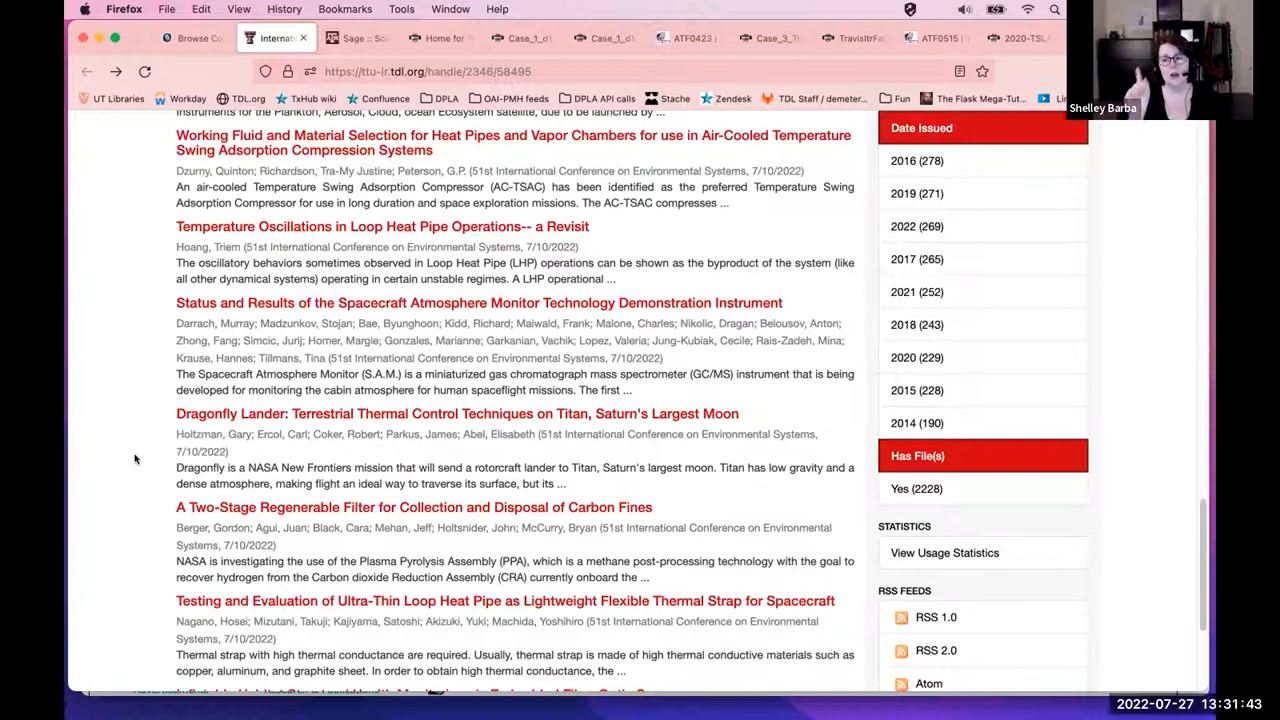 Firefox File Edit View History Bookmarks Tools Window Help
Browse Col Internat Sage :: Sol Home for T Case_1_d1 Case_1_d1 ATF0423 Case_3_Tr TravisItrFe ATF0515 2020-TSLA
https://ttu-ir.tdl.org/handle/2346/58495
Shelley Barba
UT Libraries Workday TDL.org TxHub wiki Confluence DPLA OAI-PMH feeds DPLA API calls Stache Zendesk TDL Staff / demeter... Fun The Flask Mega-Tut... Li
Instruments for the Plankton, Aerosol, Cloud, ocean Ecosystem satellite, due to be launched by ...
Working Fluid and Material Selection for Heat Pipes and Vapor Chambers for use in Air-Cooled Temperature
Swing Adsorption Compression Systems
Dzurny, Quinton; Richardson, Tra-My Justine; Peterson, G.P. (51st International Conference on Environmental Systems, 7/10/2022)
An air-cooled Temperature Swing Adsorption Compressor (AC-TSAC) has been identified as the preferred Temperature Swing
Adsorption Compressor for use in long duration and space exploration missions. The AC-TSAC compresses ...
Temperature Oscillations in Loop Heat Pipe Operations-- a Revisit
Hoang, Triem (51st International Conference on Environmental Systems, 7/10/2022)
The oscillatory behaviors sometimes observed in Loop Heat Pipe (LHP) operations can be shown as the byproduct of the system (like
all other dynamical systems) operating in certain unstable regimes. A LHP operational ...
Status and Results of the Spacecraft Atmosphere Monitor Technology Demonstration Instrument
Darrach, Murray; Madzunkov, Stojan; Bae, Byunghoon; Kidd, Richard; Maiwald, Frank; Malone, Charles; Nikolic, Dragan; Belousov, Anton;
Zhong, Fang; Simcic, Jurij; Homer, Margie; Gonzales, Marianne; Garkanian, Vachik; Lopez, Valeria; Jung-Kubiak, Cecile; Rais-Zadeh, Mina;
Krause, Hannes; Tillmans, Tina (51st International Conference on Environmental Systems, 7/10/2022)
The Spacecraft Atmosphere Monitor (S.A.M.) is a miniaturized gas chromatograph mass spectrometer (GC/MS) instrument that is being
developed for monitoring the cabin atmosphere for human spaceflight missions. The first ...
Dragonfly Lander: Terrestrial Thermal Control Techniques on Titan, Saturn's Largest Moon
Holtzman, Gary; Ercol, Carl; Coker, Robert; Parkus, James; Abel, Elisabeth (51st International Conference on Environmental Systems,
7/10/2022)
Dragonfly is a NASA New Frontiers mission that will send a rotorcraft lander to Titan, Saturn's largest moon. Titan has low gravity and a
dense atmosphere, making flight an ideal way to traverse its surface, but its ...
A Two-Stage Regenerable Filter for Collection and Disposal of Carbon Fines
Berger, Gordon; Agui, Juan; Black, Cara; Mehan, Jeff; Holtsnider, John; McCurry, Bryan (51st International Conference on Environmental
Systems, 7/10/2022)
NASA is investigating the use of the Plasma Pyrolysis Assembly (PPA), which is a methane post-processing technology with the goal to
recover hydrogen from the Carbon dioxide Reduction Assembly (CRA) currently onboard the ...
Testing and Evaluation of Ultra-Thin Loop Heat Pipe as Lightweight Flexible Thermal Strap for Spacecraft
Nagano, Hosei; Mizutani, Takuji; Kajiyama, Satoshi; Akizuki, Yuki; Machida, Yoshihiro (51st International Conference on Environmental
Systems, 7/10/2022)
Thermal strap with high thermal conductance are required. Usually, thermal strap is made of high thermal conductive materials such as
copper, aluminum, and graphite sheet. In order to obtain high thermal conductance, the ...
Date Issued
2016 (278)
2019 (271)
2022 (269)
2017 (265)
2021 (252)
2018 (243)
2020 (229)
2015 (228)
2014 (190)
Has File(s)
Yes (2228)
STATISTICS
View Usage Statistics
RSS FEEDS
RSS 1.0
RSS 2.0
Atom
2022-07-27 13:31:43